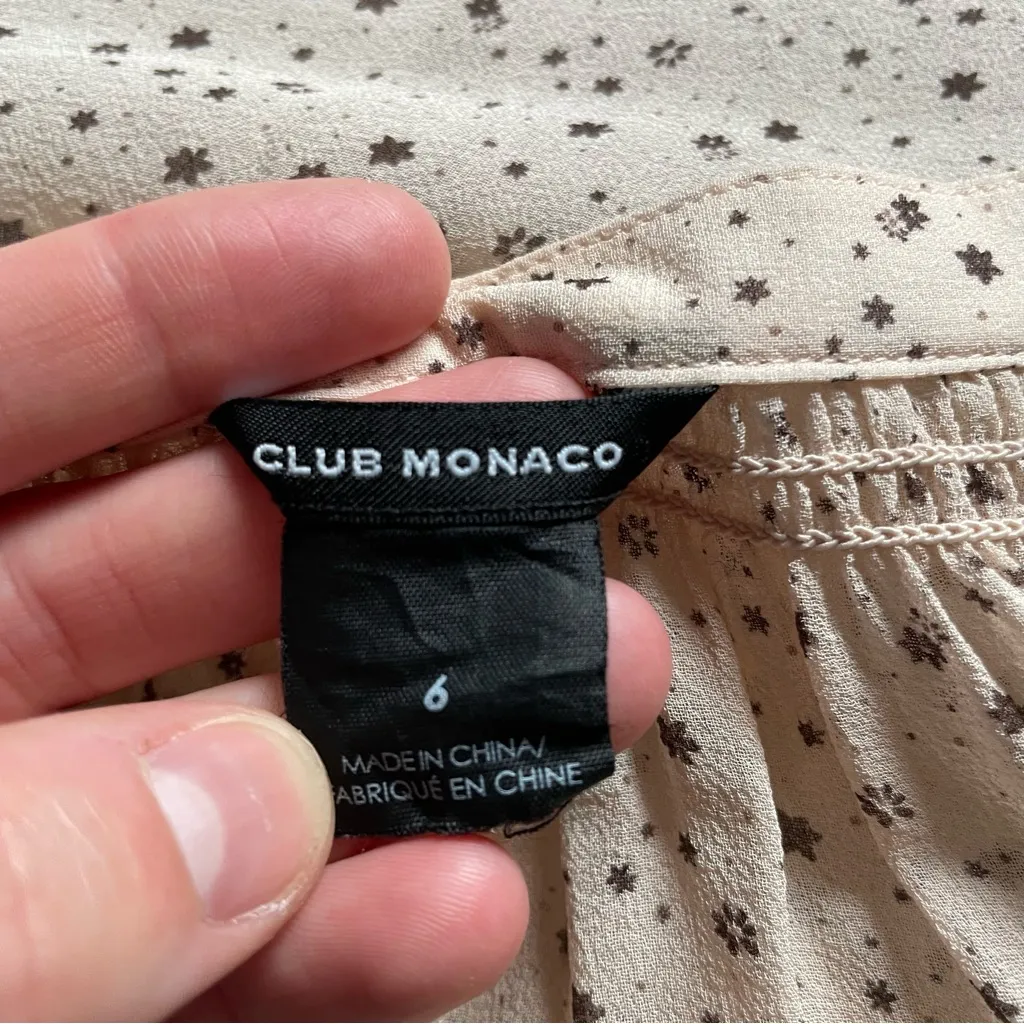 CLUB MONACO
6
MADE IN CHINA/
FABRIQUÉ EN CHINE